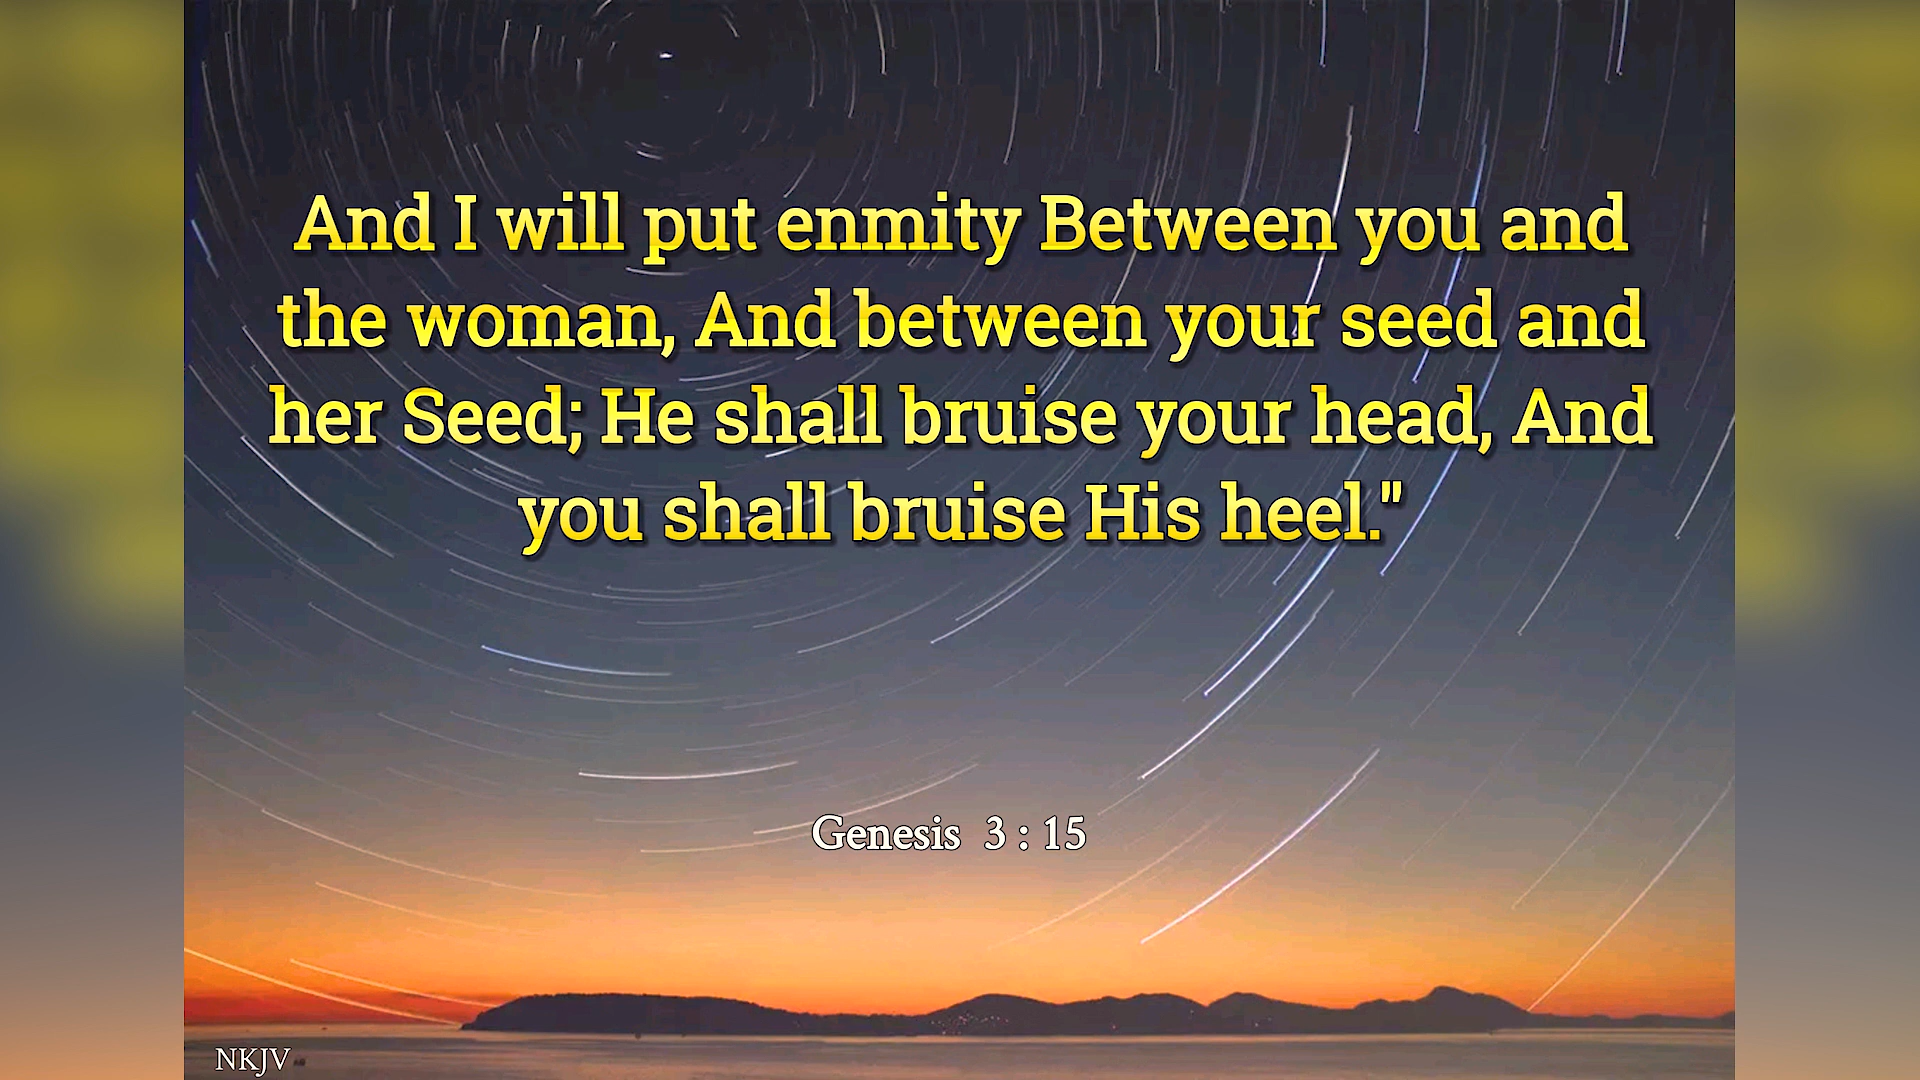 And I will put enmity Between you and
the woman, And between your seed and
her Seed; He shall bruise your head, And
you shall bruise His heel."
Genesis 3 : 15
NKJV